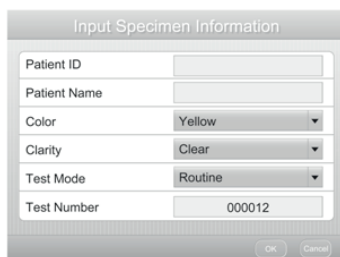 Input Specimen Information
Patient ID
Patient Name
Color Yellow
Clarity Clear
Test Mode Routine
Test Number 000012
OK Cancel